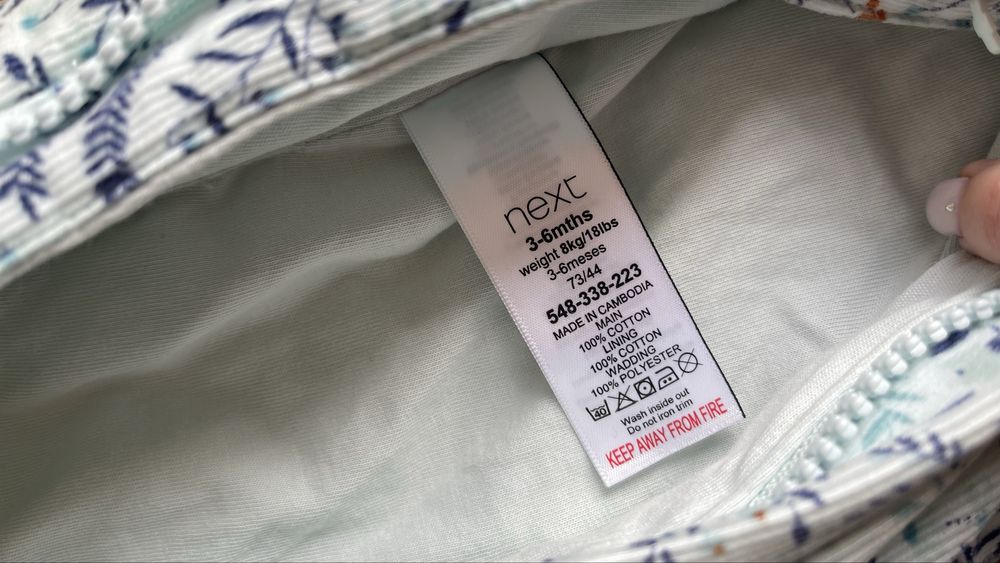 next
3-6mths
weight 8kg/18lbs
3-6meses
73/44
548-338-223
MADE IN CAMBODIA
MAIN
100% COTTON
LINING
100% COTTON
WADDING
100% POLYESTER
40
Wash inside out
Do not iron trim
KEEP AWAY FROM FIRE